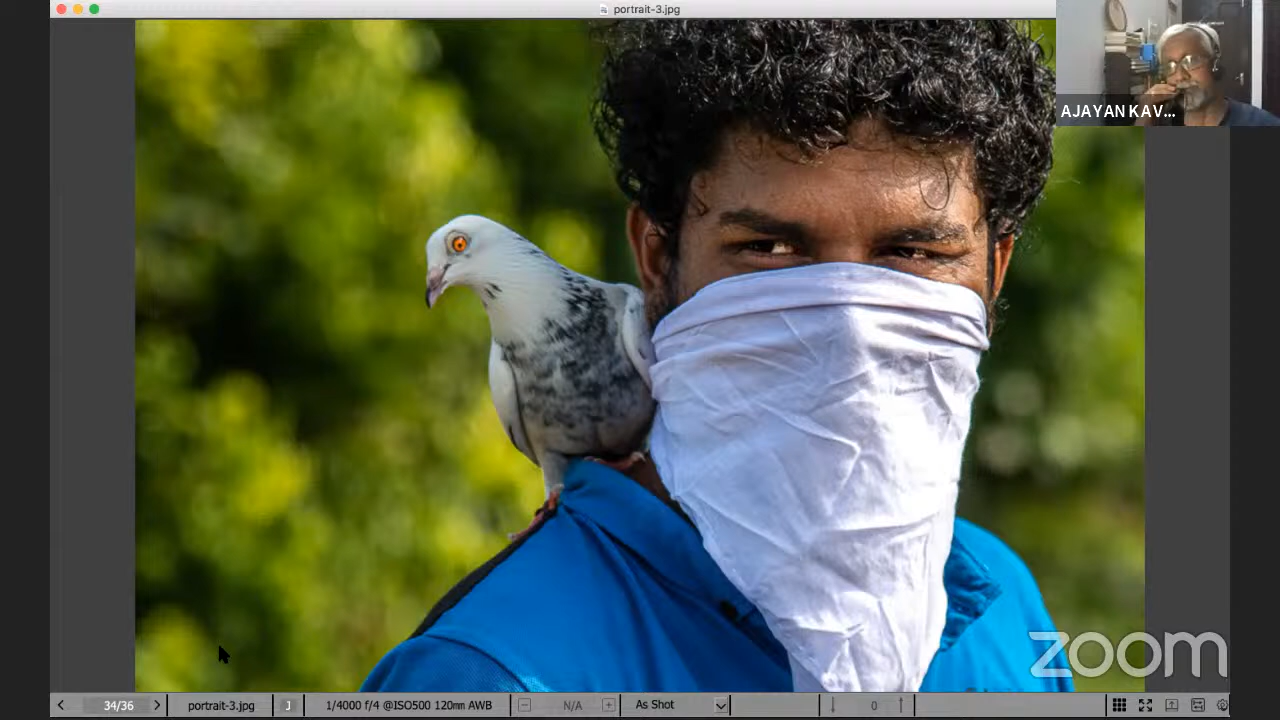 portrait-3.jpg
AJAYAN KAV...
zoom
34/36
portrait-3.jpg
J
1/4000 f/4 @ISO500 120mm AWB
N/A
As Shot
0